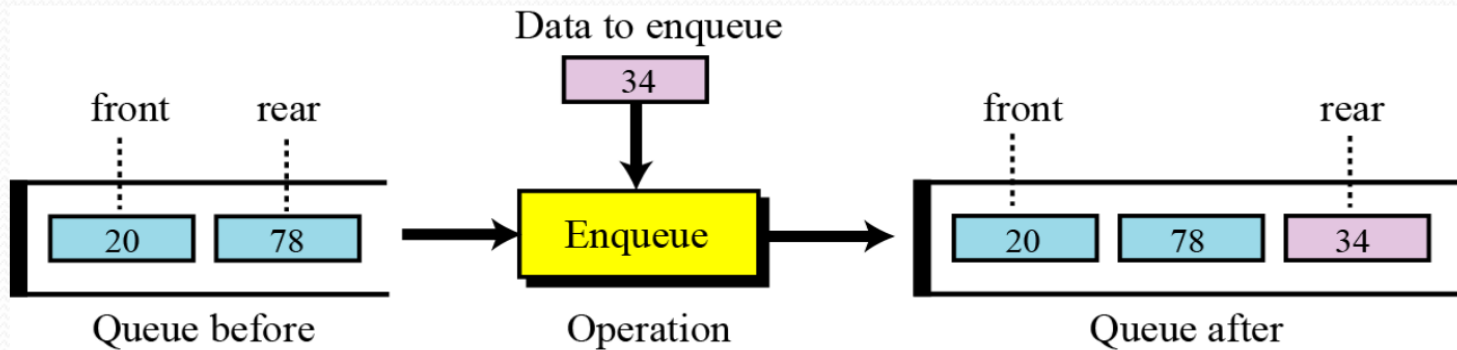 Data to enqueue
34
front rear
front rear
20 78
Enqueue
20 78 34
Queue before
Operation
Queue after